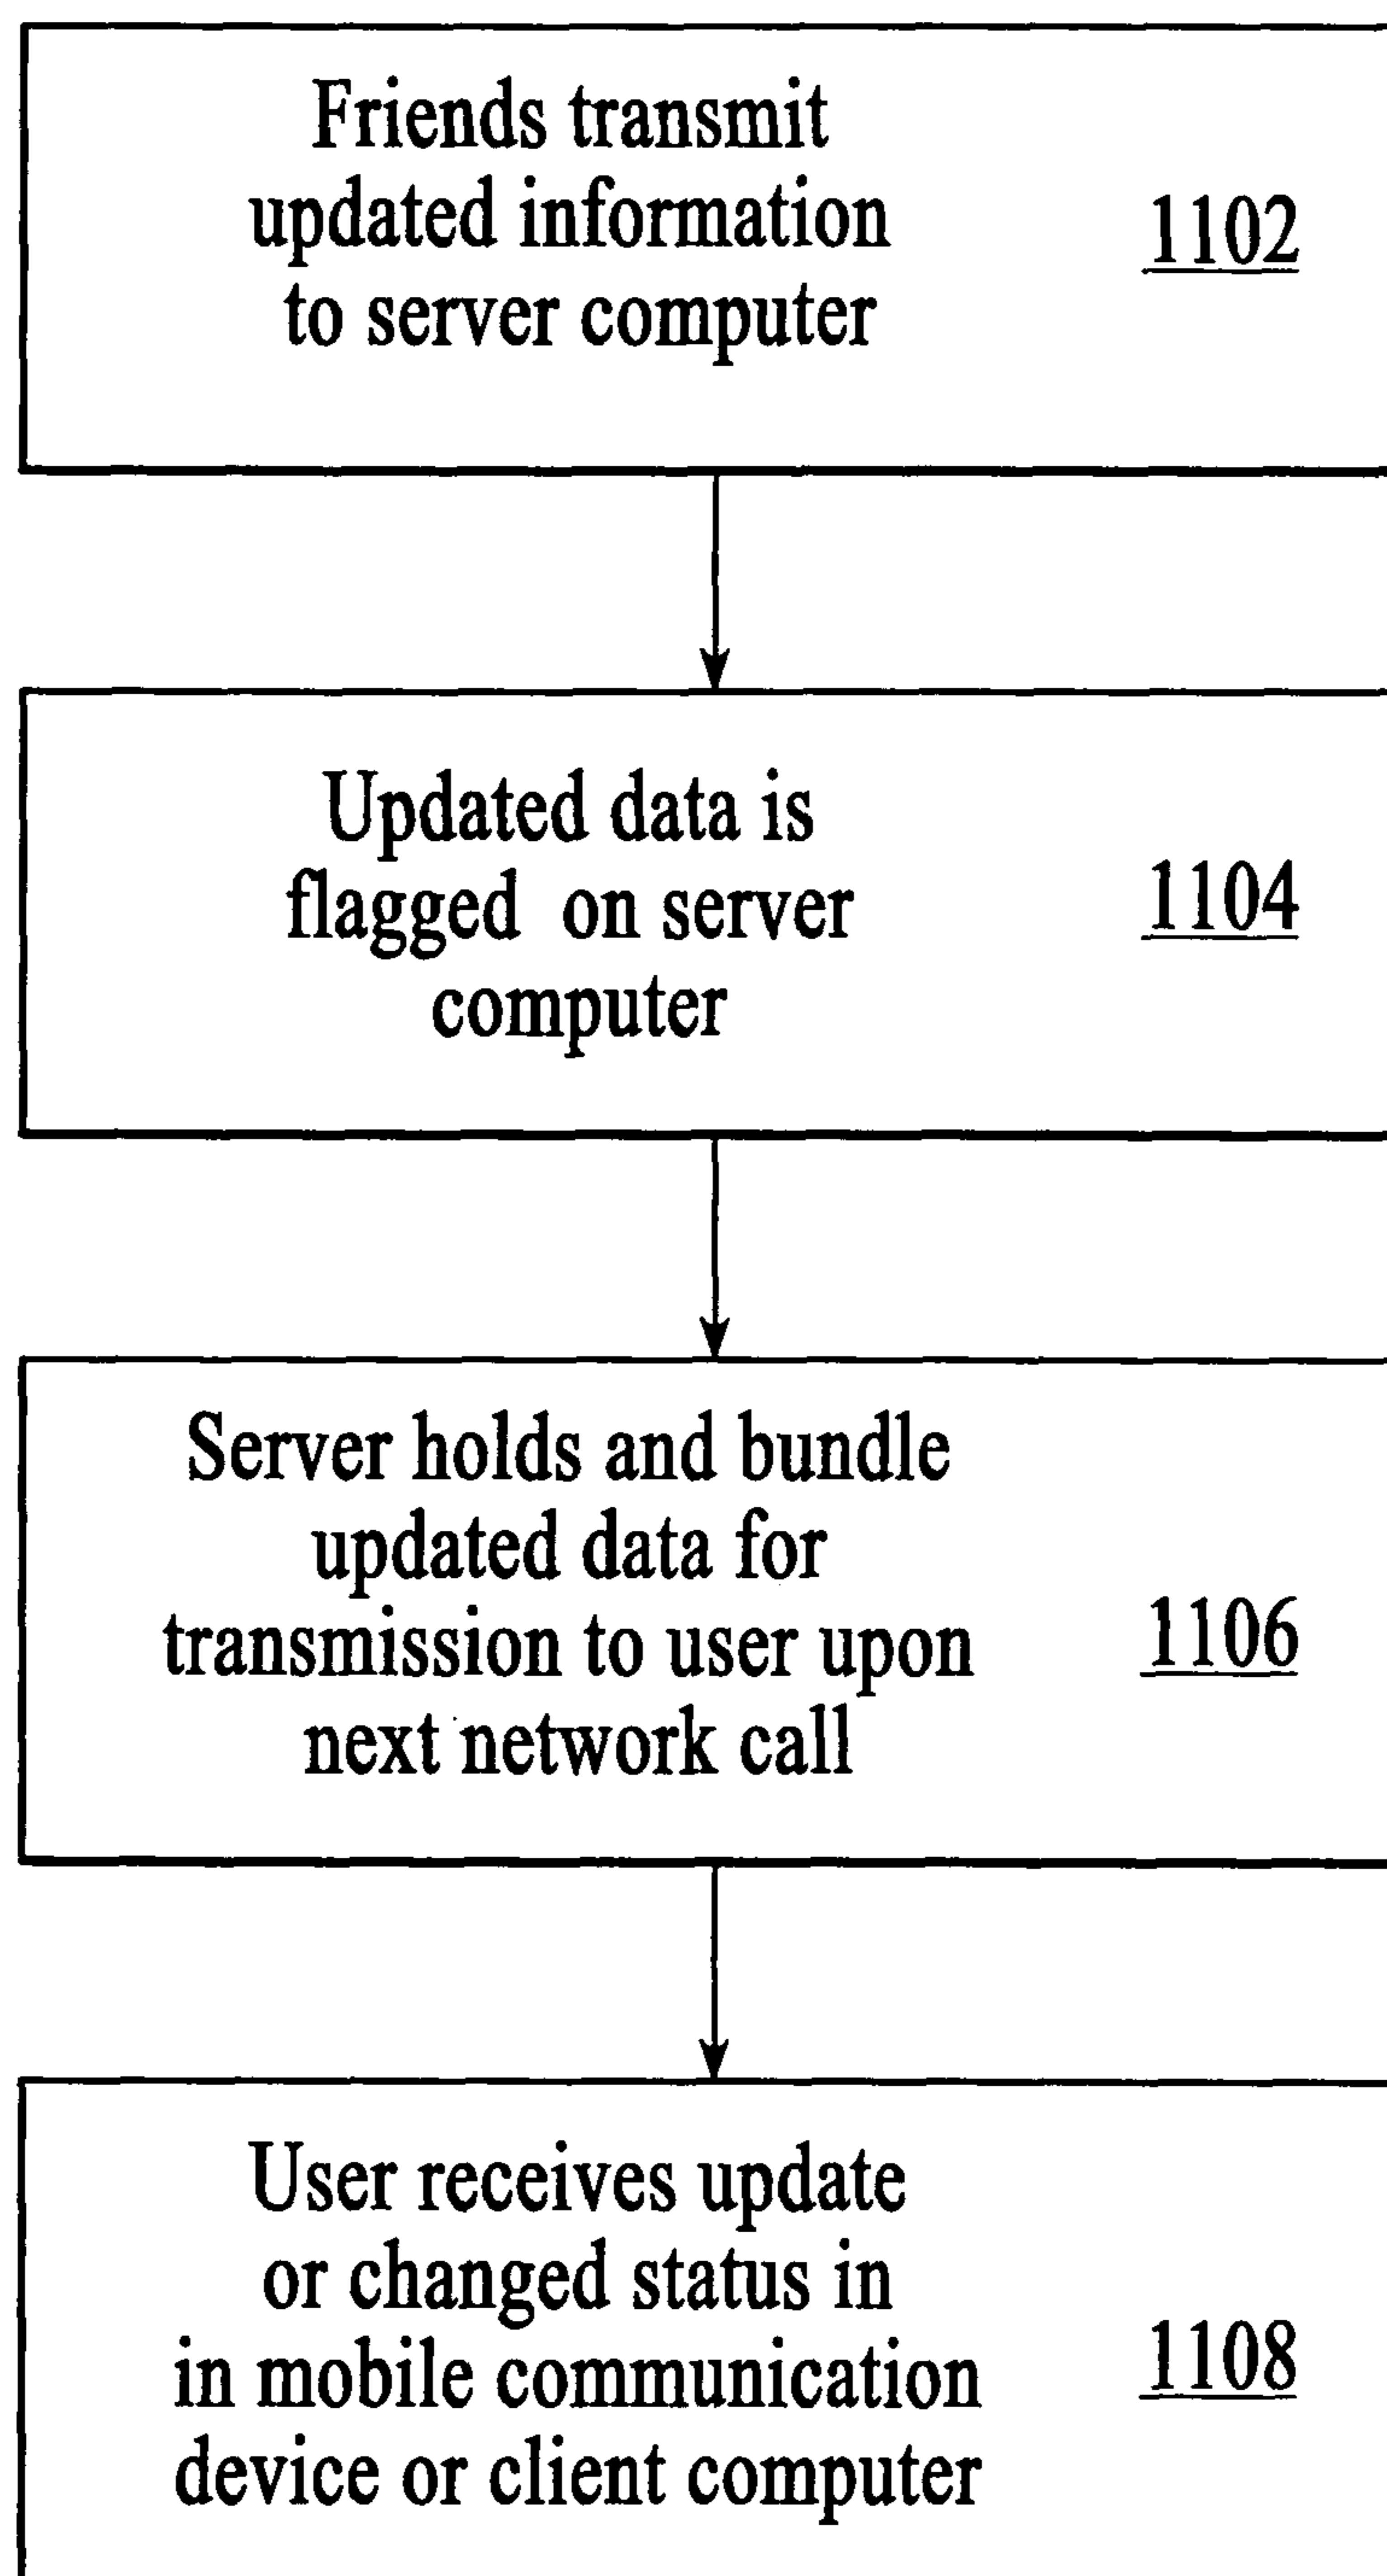 Friends transmit
updated information
to server computer
1102
Updated data is
flagged on server
computer
1104
Server holds and bundle
updated data for
transmission to user upon
next network call
1106
User receives update
or changed status in
in mobile communication
device or client computer
1108